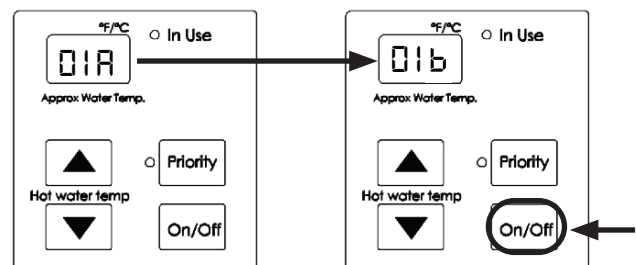 °F/°C
In Use
01A
Approx Water Temp.
Priority
Hot water temp
On/Off
°F/°C
In Use
01b
Approx Water Temp.
Priority
Hot water temp
On/Off